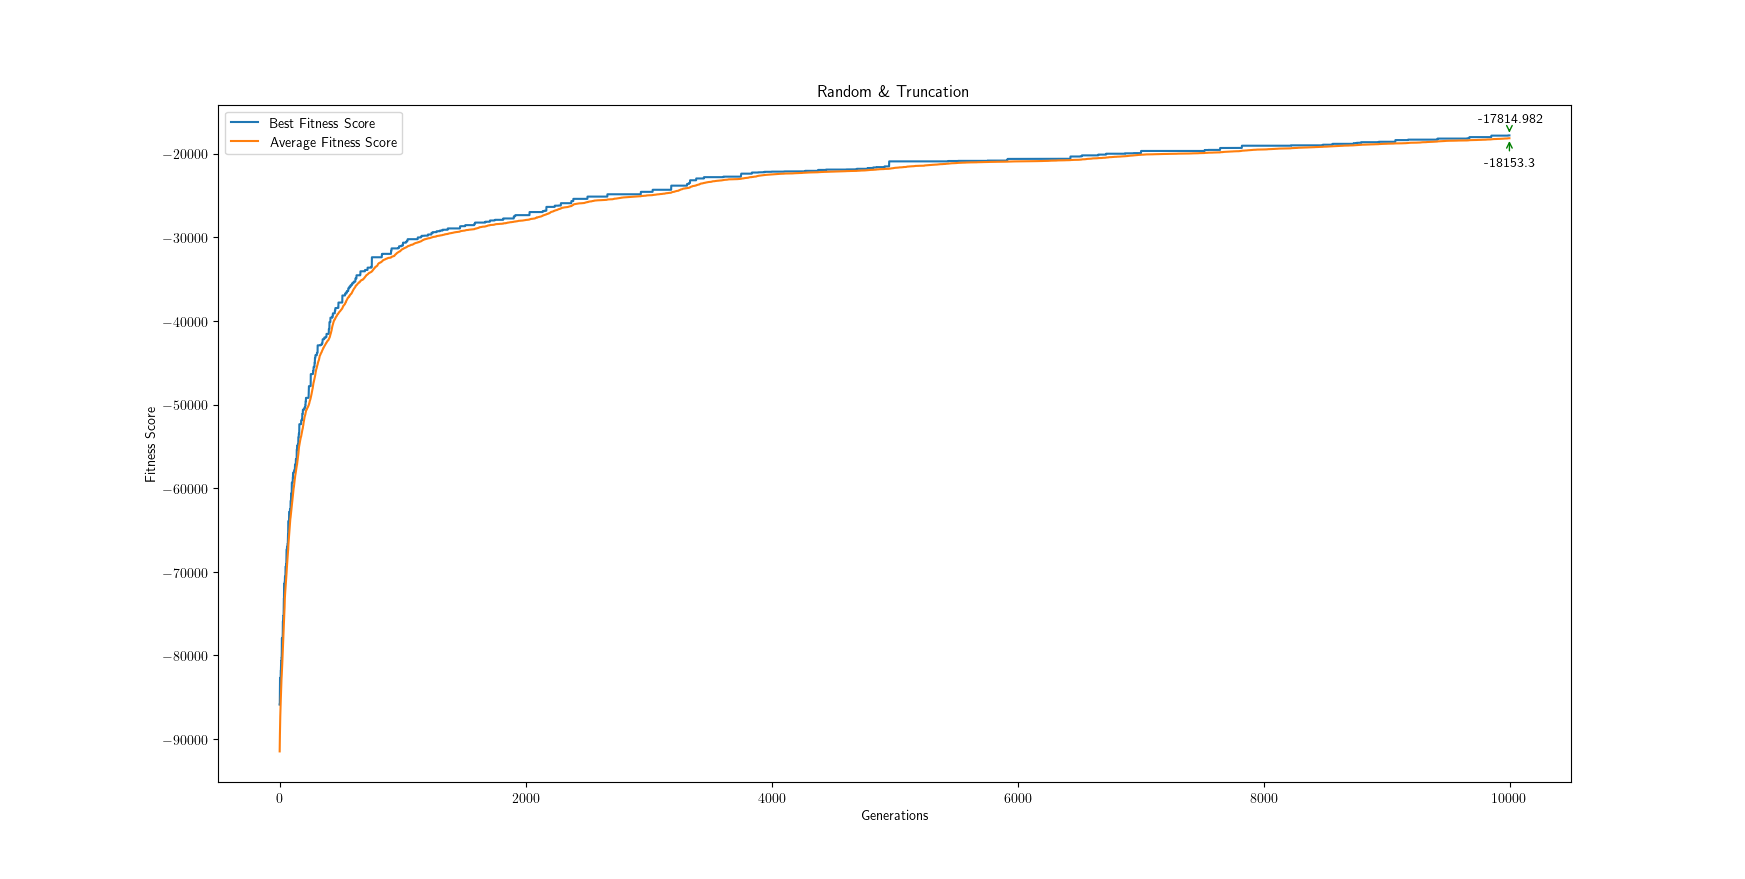 Random & Truncation
Best Fitness Score
Average Fitness Score
-17814.982
-18153.3
−20000
−30000
−40000
−50000
−60000
−70000
−80000
−90000
Fitness Score
0 2000 4000 6000 8000 10000
Generations